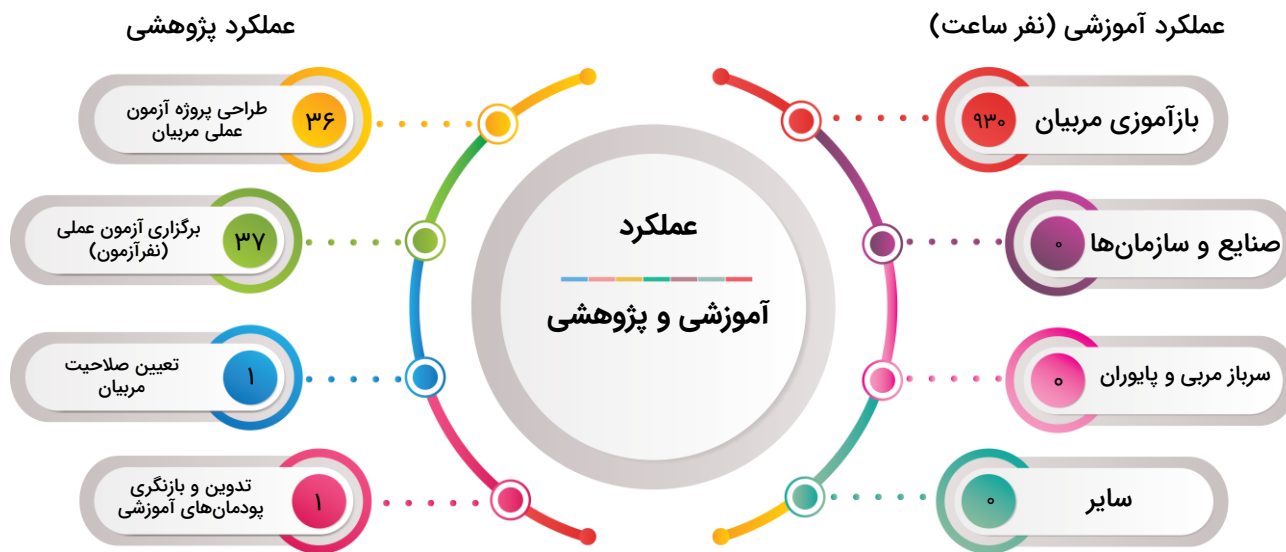 عملکرد آموزشی (نفر ساعت)
بازآموزی مربیان
۹۳۰
صنایع و سازمان‌ها
۰
سرباز مربی و پایوران
۰
سایر
۰
عملکرد
آموزشی و پژوهشی
عملکرد پژوهشی
طراحی پروژه آزمون
عملی مربیان
۳۶
برگزاری آزمون عملی
(نفرآزمون)
۳۷
تعیین صلاحیت
مربیان
۱
تدوین و بازنگری
پودمان‌های آموزشی
۱